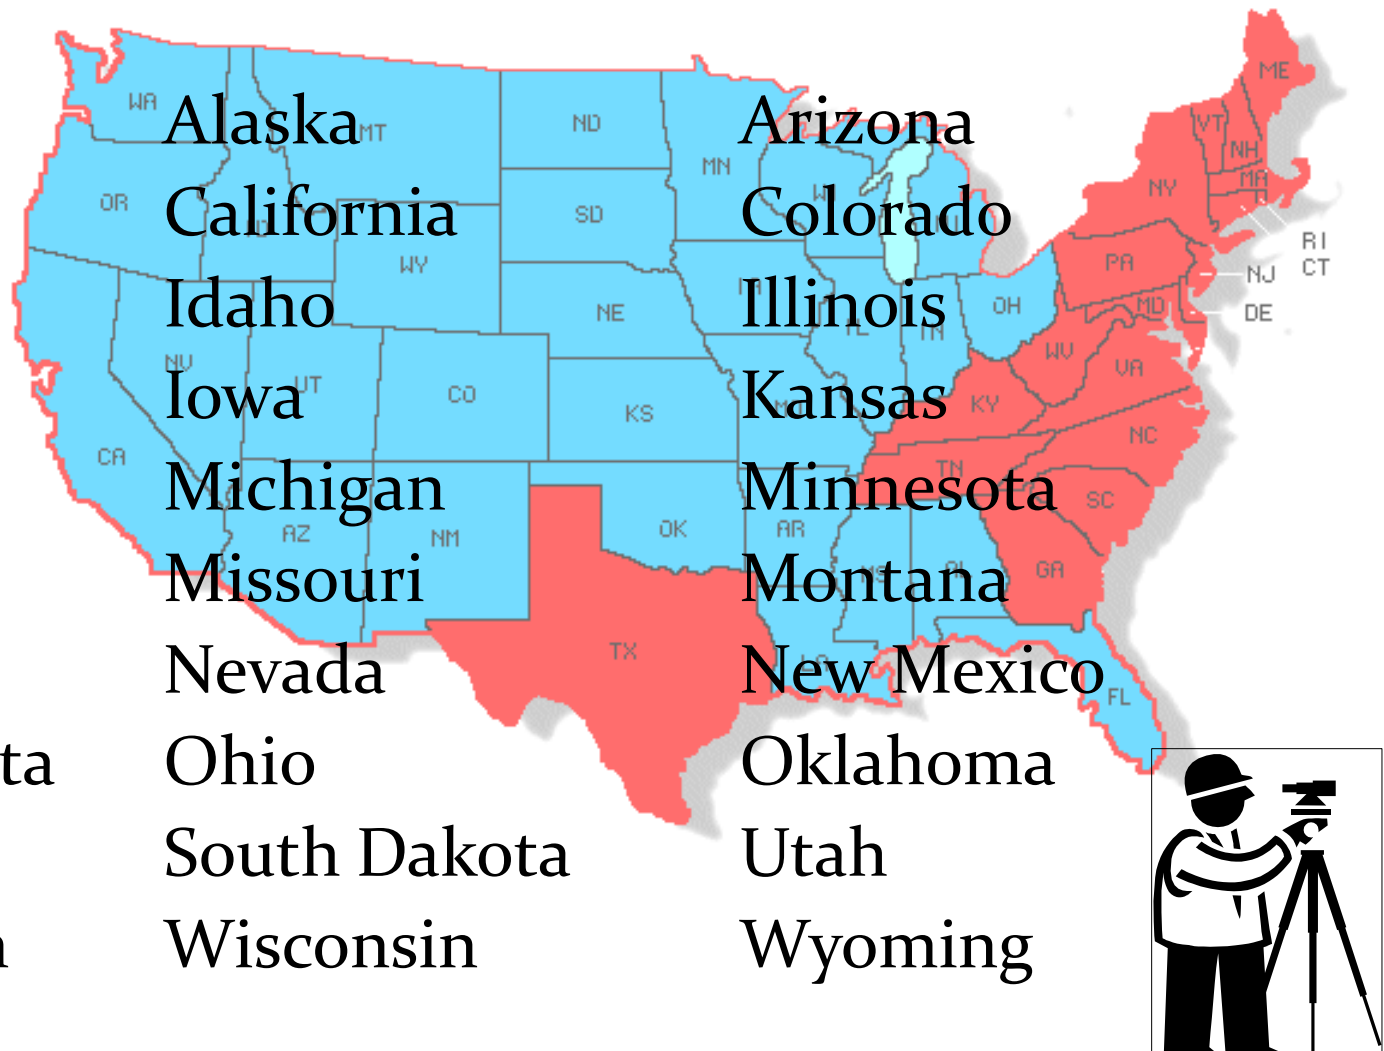 ME
WA
Alaska
MT
ND
Arizona
VT
MN
NH
MA
NY
OR
California
SD
Colorado
RI
WY
PA
CT
NJ
Idaho
NE
Illinois
OH
MD
DE
NV
UT
Iowa
CO
KS
Kansas
KY
WV
VA
CA
NC
TN
Michigan
Minnesota
SC
AZ
NM
OK
AR
Missouri
Montana
GA
TX
Nevada
New Mexico
FL
ta
Ohio
Oklahoma
South Dakota
Utah
Wisconsin
Wyoming